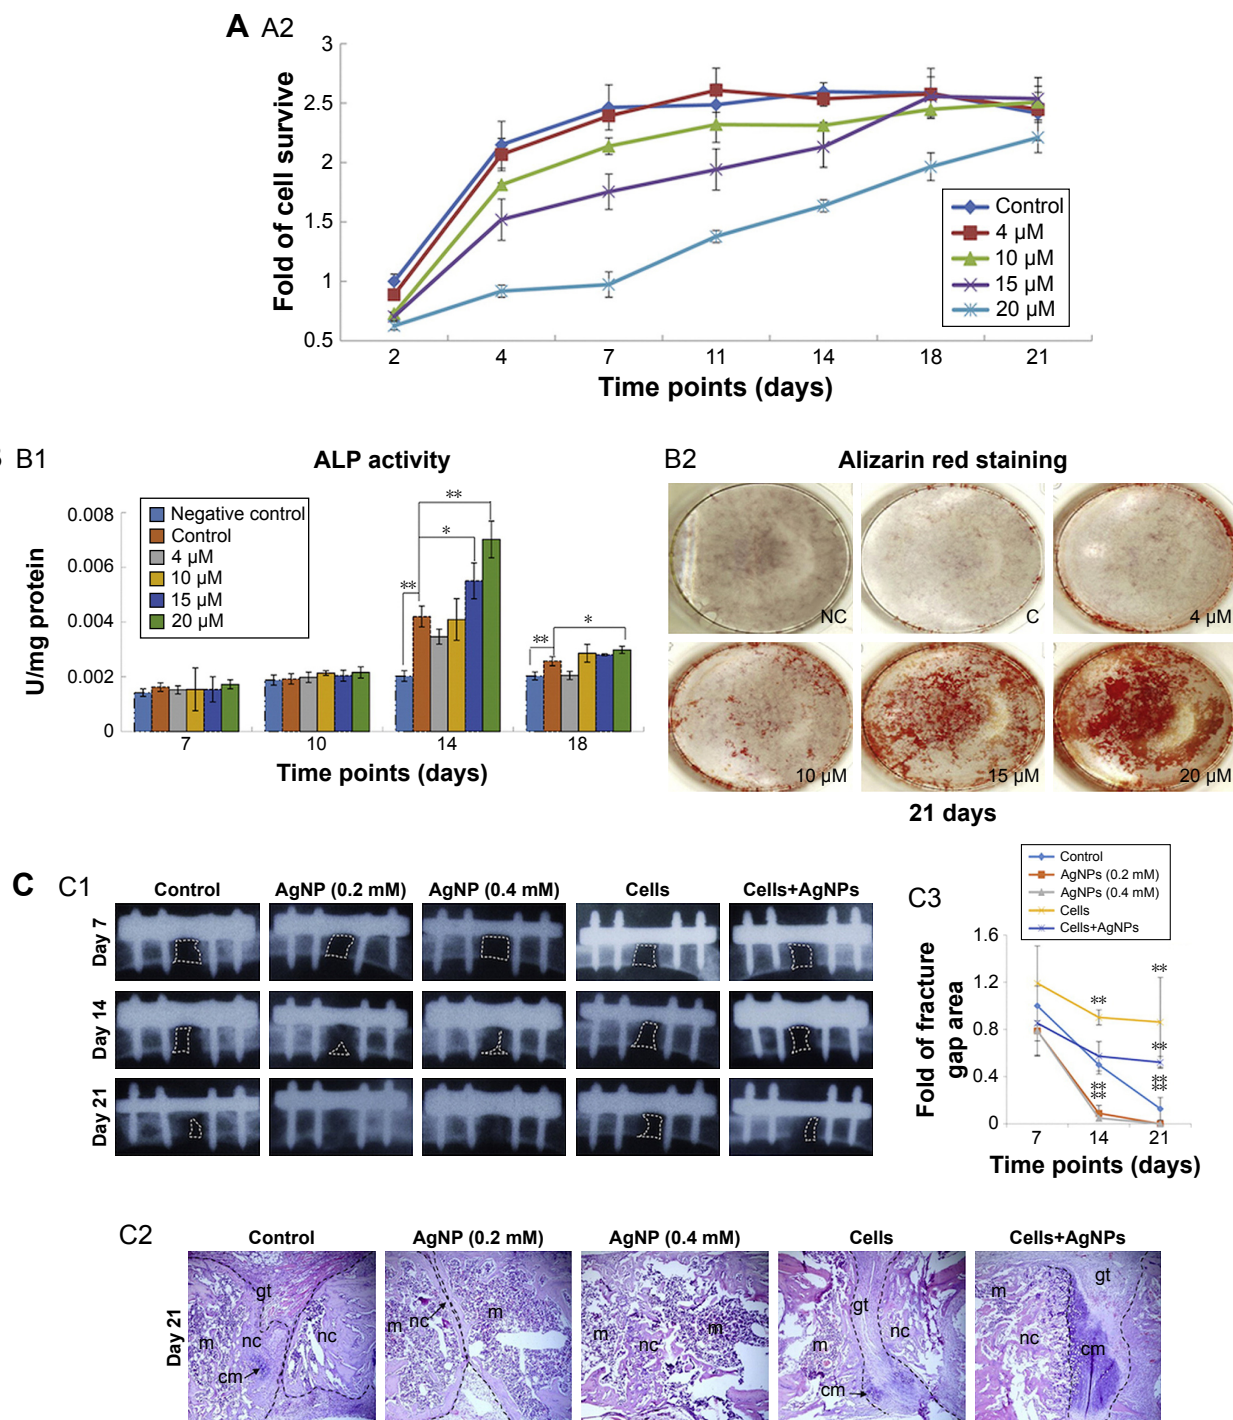 A A2
3
2.5
2
1.5
1
0.5
Fold of cell survive
Control
4 µM
10 µM
15 µM
20 µM
2 4 7 11 14 18 21
Time points (days)
B1 ALP activity
0.008
0.006
0.004
0.002
0
U/mg protein
Negative control
Control
4 µM
10 µM
15 µM
20 µM
**
*
**
**
*
7 10 14 18
Time points (days)
B2 Alizarin red staining
NC C 4 µM
10 µM 15 µM 20 µM
21 days
C C1
Control AgNP (0.2 mM) AgNP (0.4 mM) Cells Cells+AgNPs
Day 7
Day 14
Day 21
C3
Control
AgNPs (0.2 mM)
AgNPs (0.4 mM)
Cells
Cells+AgNPs
1.6
1.2
0.8
0.4
0
Fold of fracture
gap area
**
**
**
**
**
**
**
7 14 21
Time points (days)
C2
Control AgNP (0.2 mM) AgNP (0.4 mM) Cells Cells+AgNPs
Day 21
gt
m nc nc
cm
m nc m
m nc m
gt
m nc
cm
gt
m
nc cm